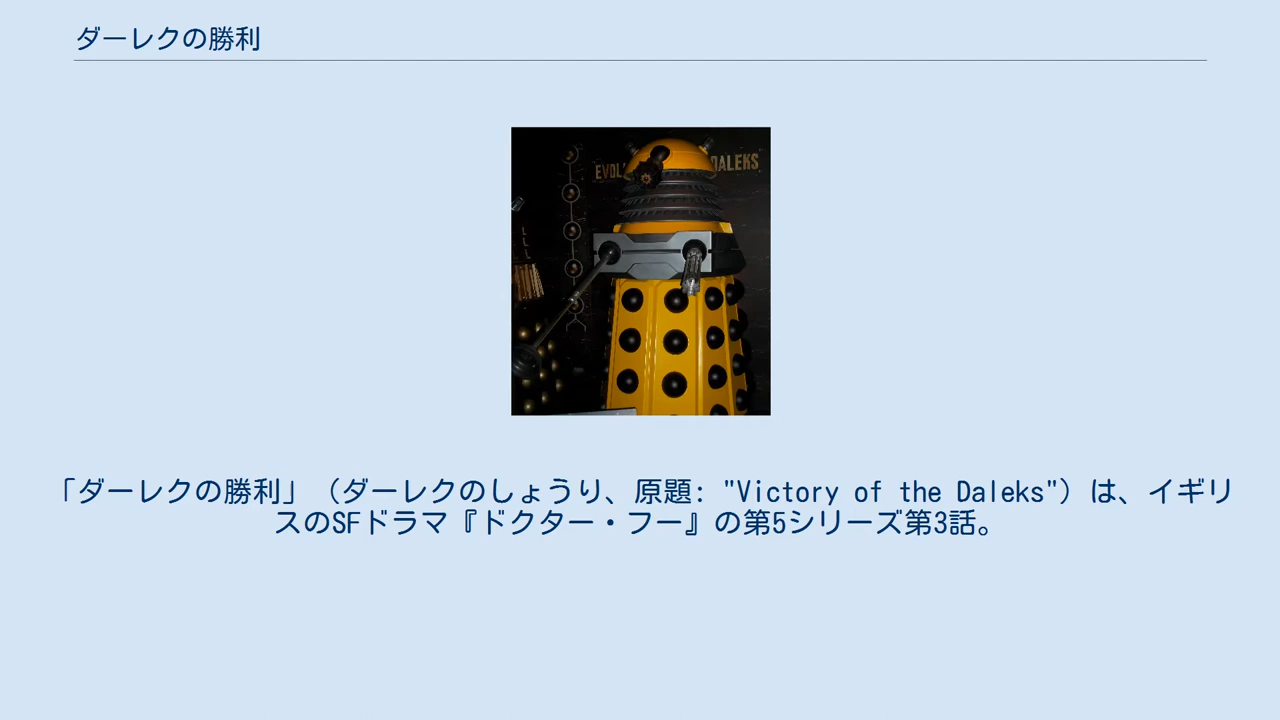 ダーレクの勝利
EVOL DALEKS
「ダーレクの勝利」（ダーレクのしょうり、原題: "Victory of the Daleks"）は、イギリ
スのSFドラマ『ドクター・フー』の第5シリーズ第3話。